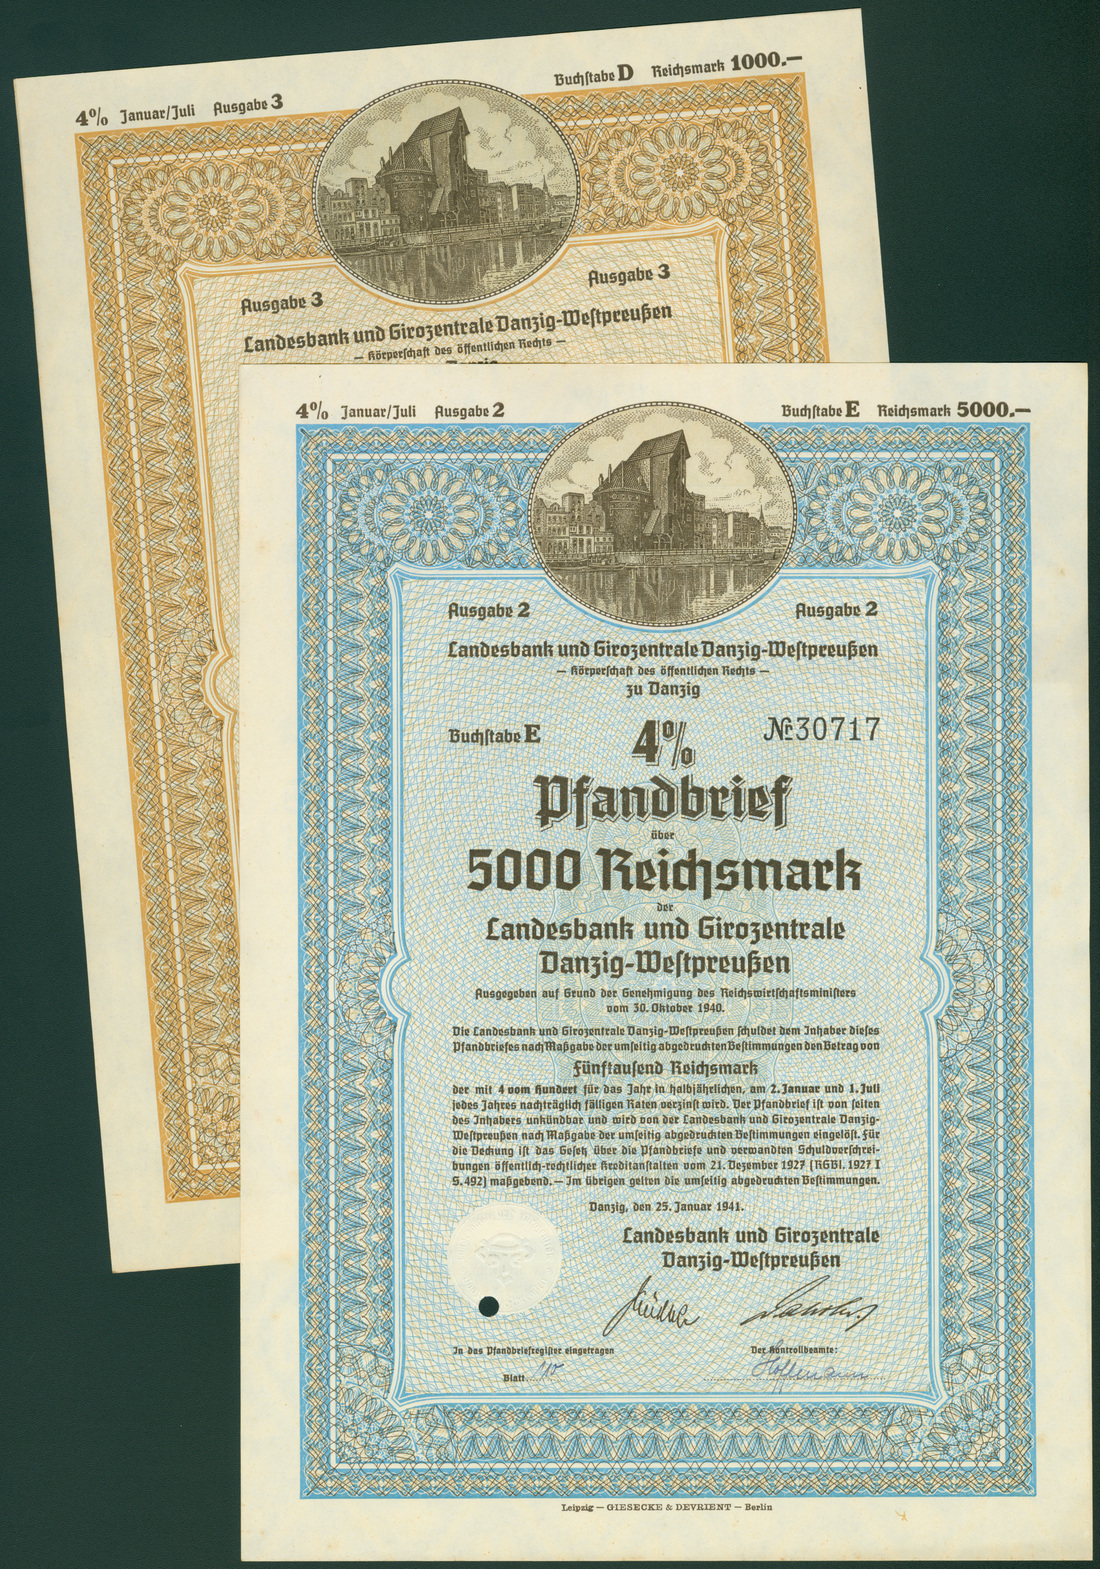 4% Januar/Juli Ausgabe 3 Buchstabe D Reichsmark 1000.—
Ausgabe 3 Ausgabe 3
Landesbank und Girozentrale Danzig-Westpreußen
— Körperschaft des öffentlichen Rechts —
4% Januar/Juli Ausgabe 2 Buchstabe E Reichsmark 5000.—
Ausgabe 2 Ausgabe 2
Landesbank und Girozentrale Danzig-Westpreußen
— Körperschaft des öffentlichen Rechts —
zu Danzig
Buchstabe E 4% № 30717
Pfandbrief
über
5000 Reichsmark
der
Landesbank und Girozentrale
Danzig-Westpreußen
Ausgegeben auf Grund der Genehmigung des Reichswirtschaftsministers
vom 30. Oktober 1940.
Die Landesbank und Girozentrale Danzig-Westpreußen schuldet dem Inhaber dieses
Pfandbriefes nach Maßgabe der umseitig abgedruckten Bestimmungen den Betrag von
Fünftausend Reichsmark
der mit 4 vom Hundert für das Jahr in halbjährlichen, am 2. Januar und 1. Juli
jedes Jahres nachträglich fälligen Raten verzinst wird. Der Pfandbrief ist von seiten
des Inhabers unkündbar und wird von der Landesbank und Girozentrale Danzig-
Westpreußen nach Maßgabe der umseitig abgedruckten Bestimmungen eingelöst. Für
die Deckung ist das Gesetz über die Pfandbriefe und verwandten Schuldverschrei-
bungen öffentlich-rechtlicher Kreditanstalten vom 21. Dezember 1927 (RGBl. 1927 I
S. 492) maßgebend. — Im übrigen gelten die umseitig abgedruckten Bestimmungen.
Danzig, den 25. Januar 1941.
Landesbank und Girozentrale
Danzig-Westpreußen
In das Pfandbriefregister eingetragen Der Kontrollbeamte:
Blatt Hoffmann
Leipzig — GIESECKE & DEVRIENT — Berlin